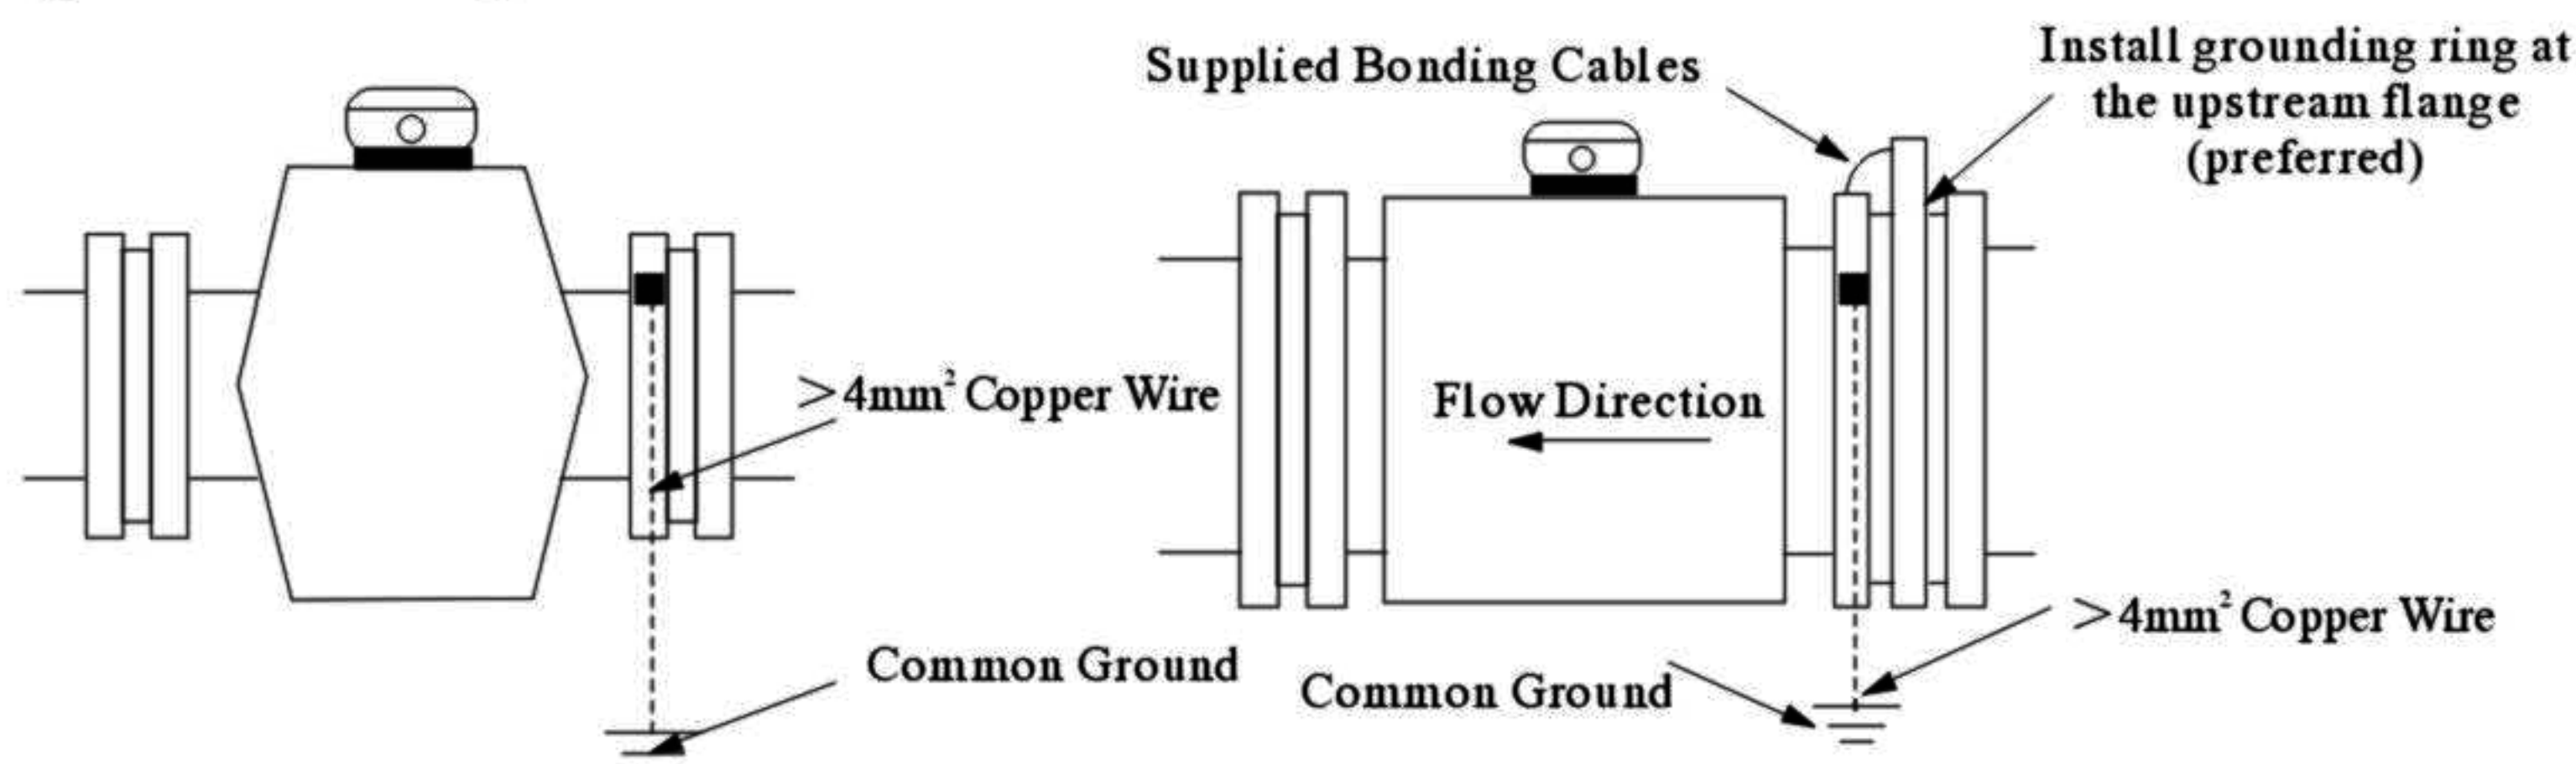 Supplied Bonding Cables
Install grounding ring at
the upstream flange
(preferred)
>4mm² Copper Wire
Flow Direction
Common Ground
Common Ground
>4mm² Copper Wire